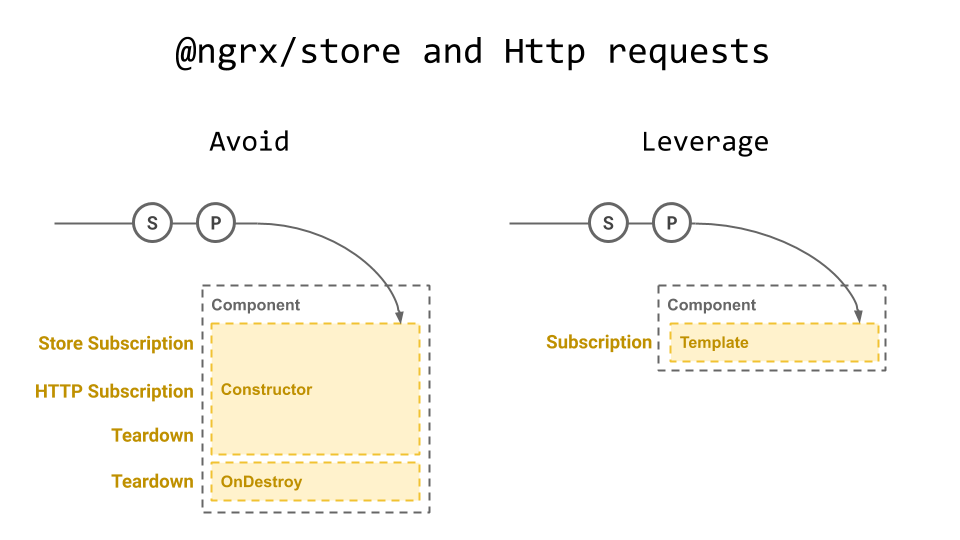 @ngrx/store and Http requests
Avoid
S P
Component
Store Subscription
HTTP Subscription
Constructor
Teardown
Teardown
OnDestroy
Leverage
S P
Component
Subscription
Template